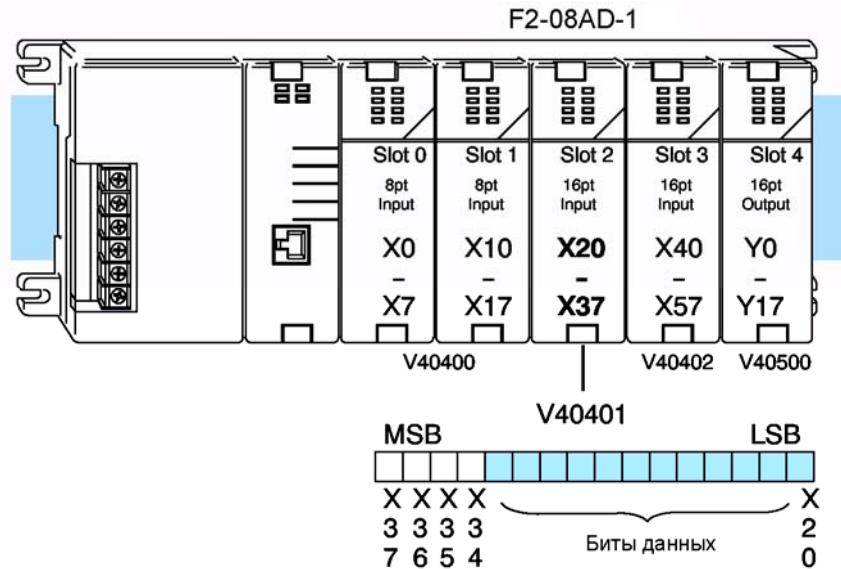 F2-08AD-1
Slot 0 Slot 1 Slot 2 Slot 3 Slot 4
8pt 8pt 16pt 16pt 16pt
Input Input Input Input Output
X0 X10 X20 X40 Y0
– – – – –
X7 X17 X37 X57 Y17
V40400 V40402 V40500
V40401
MSB LSB
X X X X X
3 3 3 3 2
7 6 5 4 0
Биты данных